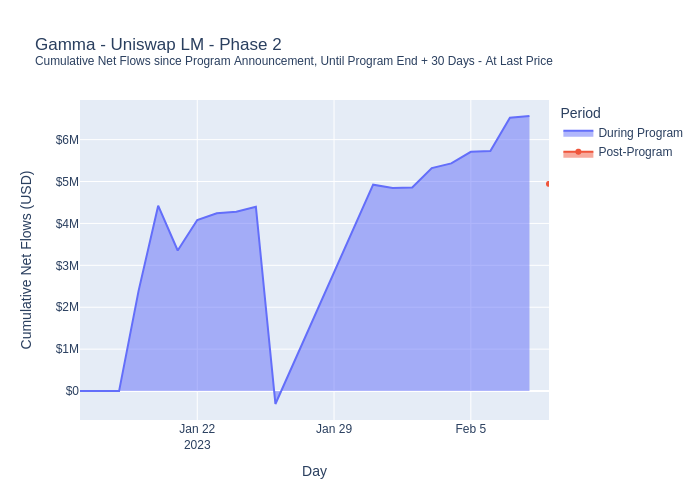 Gamma - Uniswap LM - Phase 2
Cumulative Net Flows since Program Announcement, Until Program End + 30 Days - At Last Price
Period
During Program
Post-Program
Cumulative Net Flows (USD)
$6M
$5M
$4M
$3M
$2M
$1M
$0
Jan 22
2023
Jan 29
Feb 5
Day